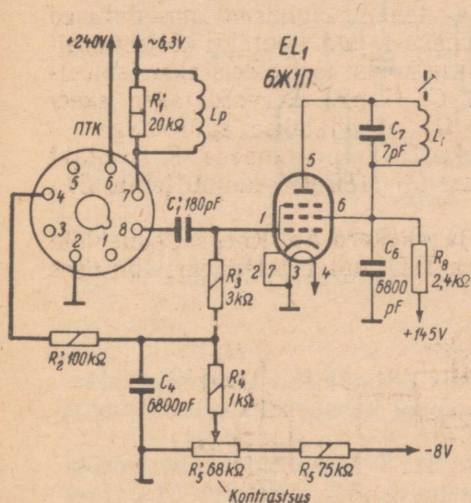 +240V
~6,3V
EL₁
6Ж1П
R₁' 20kΩ
Lp
ПТК
C₇ 7pF
L₁
5
6
4
7
3
8
2
1
C₁' 180pF
5
1
6
2
7
3
4
R₃' 3kΩ
C₆ 6800 pF
R₈ 2,4kΩ
+145V
R₂' 100kΩ
C₄ 6800pF
R₄' 1kΩ
R₅' 68kΩ
R₅ 75kΩ
-8V
Kontrastsus